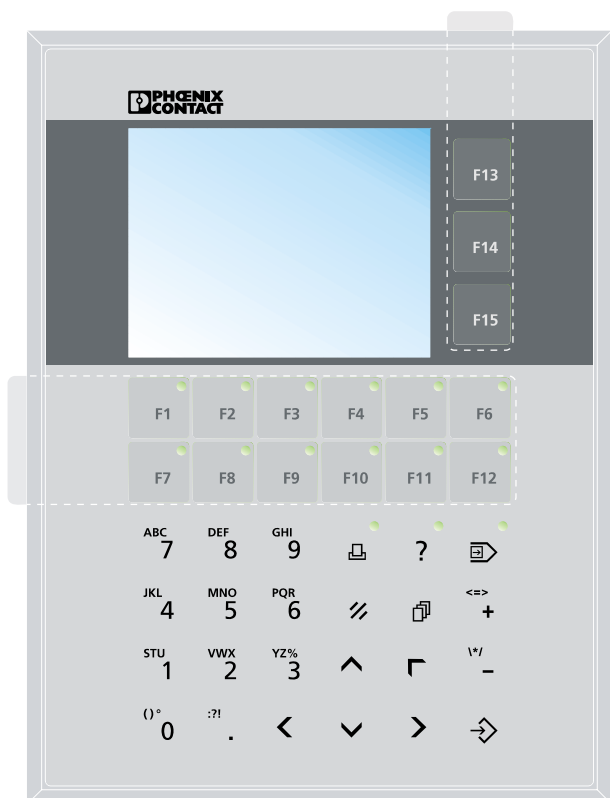 PHŒNIX
CONTACT
F13
F14
F15
F1 F2 F3 F4 F5 F6
F7 F8 F9 F10 F11 F12
ABC 7 DEF 8 GHI 9 ?
JKL 4 MNO 5 PQR 6 <=> +
STU 1 VWX 2 YZ% 3 \*/ –
()° 0 :?! .